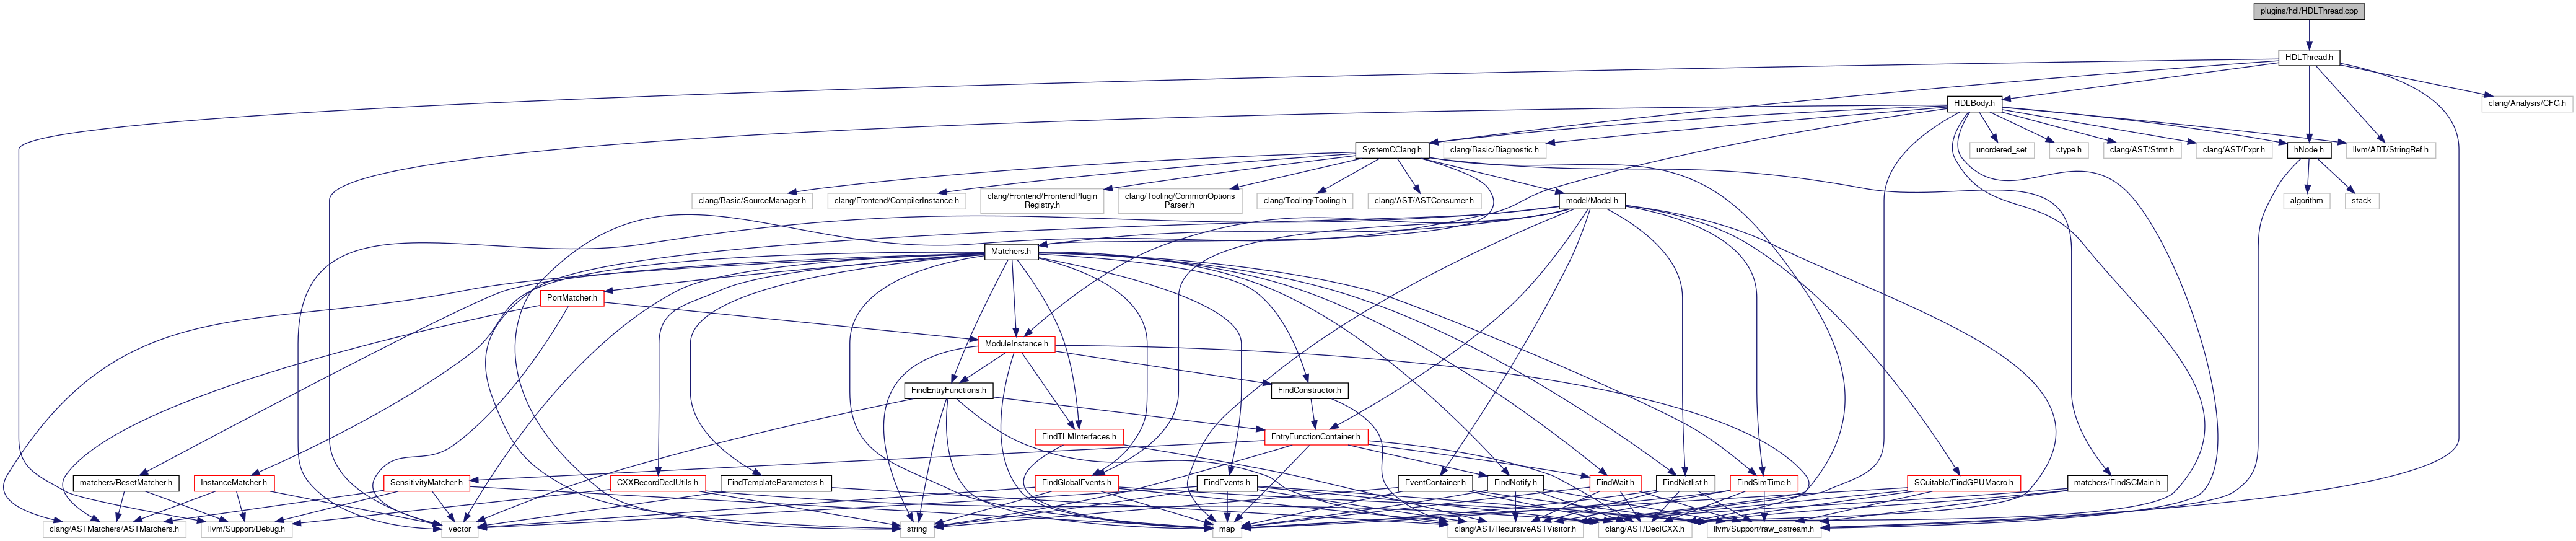 plugins/hdl/HDLThread.cpp
HDLThread.h
HDLBody.h
clang/Analysis/CFG.h
SystemCClang.h
clang/Basic/Diagnostic.h
unordered_set
ctype.h
clang/AST/Stmt.h
clang/AST/Expr.h
hNode.h
llvm/ADT/StringRef.h
clang/Basic/SourceManager.h
clang/Frontend/CompilerInstance.h
clang/Frontend/FrontendPlugin
Registry.h
clang/Tooling/CommonOptions
Parser.h
clang/Tooling/Tooling.h
clang/AST/ASTConsumer.h
model/Model.h
algorithm
stack
Matchers.h
PortMatcher.h
ModuleInstance.h
FindEntryFunctions.h
FindConstructor.h
FindTLMInterfaces.h
EntryFunctionContainer.h
matchers/ResetMatcher.h
InstanceMatcher.h
SensitivityMatcher.h
CXXRecordDeclUtils.h
FindTemplateParameters.h
FindGlobalEvents.h
FindEvents.h
EventContainer.h
FindNotify.h
FindWait.h
FindNetlist.h
FindSimTime.h
SCuitable/FindGPUMacro.h
matchers/FindSCMain.h
clang/ASTMatchers/ASTMatchers.h
llvm/Support/Debug.h
vector
string
map
clang/AST/RecursiveASTVisitor.h
clang/AST/DeclCXX.h
llvm/Support/raw_ostream.h